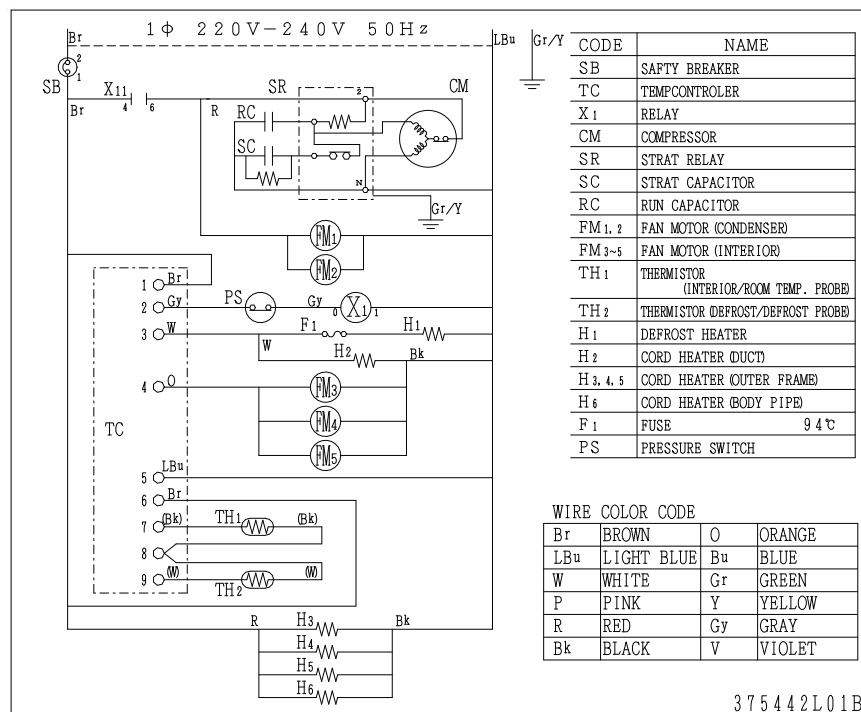 1Φ 220V-240V 50Hz
Br
LBu
Gr/Y
2
1
SB
X11
4 6
Br
R
RC
SR
2
CM
SC
N
Gr/Y
FM1
FM2
1 Br
2 Gy PS Gy 0 X1 1
3 W F1 H1
W H2 Bk
4 O FM3
FM4
TC
FM5
5 LBu
6 Br
7 (Bk) TH1 (Bk)
8
9 (W) TH2 (W)
R H3 Bk
H4
H5
H6
CODE NAME
SB SAFTY BREAKER
TC TEMPCONTROLER
X1 RELAY
CM COMPRESSOR
SR STRAT RELAY
SC STRAT CAPACITOR
RC RUN CAPACITOR
FM1, 2 FAN MOTOR (CONDENSER)
FM3~5 FAN MOTOR (INTERIOR)
TH1 THERMISTOR
(INTERIOR/ROOM TEMP. PROBE)
TH2 THERMISTOR (DEFROST/DEFROST PROBE)
H1 DEFROST HEATER
H2 CORD HEATER (DUCT)
H3, 4, 5 CORD HEATER (OUTER FRAME)
H6 CORD HEATER (BODY PIPE)
F1 FUSE 94℃
PS PRESSURE SWITCH
WIRE COLOR CODE
Br BROWN O ORANGE
LBu LIGHT BLUE Bu BLUE
W WHITE Gr GREEN
P PINK Y YELLOW
R RED Gy GRAY
Bk BLACK V VIOLET
375442L01B